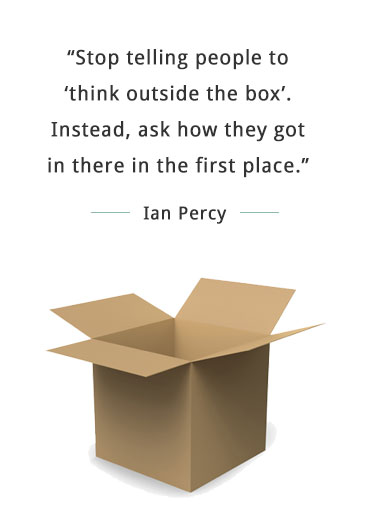 “Stop telling people to
‘think outside the box’.
Instead, ask how they got
in there in the first place.”
Ian Percy